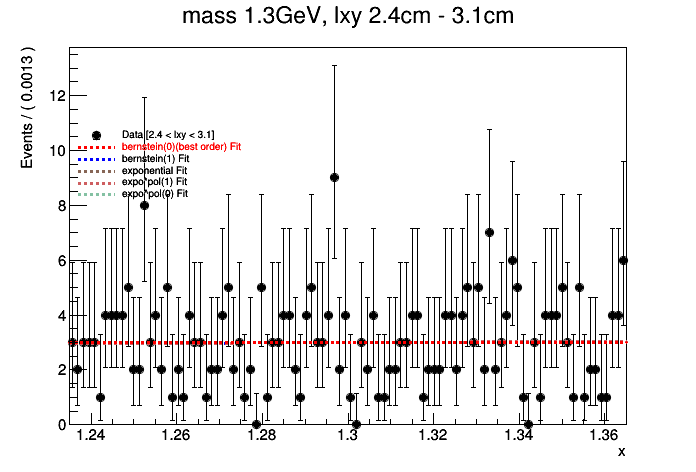 mass 1.3GeV, lxy 2.4cm - 3.1cm
Events / ( 0.0013 )
12
10
8
6
4
2
0
Data [2.4 < lxy < 3.1]
bernstein(0)(best order) Fit
bernstein(1) Fit
exponential Fit
expo*pol(1) Fit
expo*pol(0) Fit
1.24 1.26 1.28 1.3 1.32 1.34 1.36
x